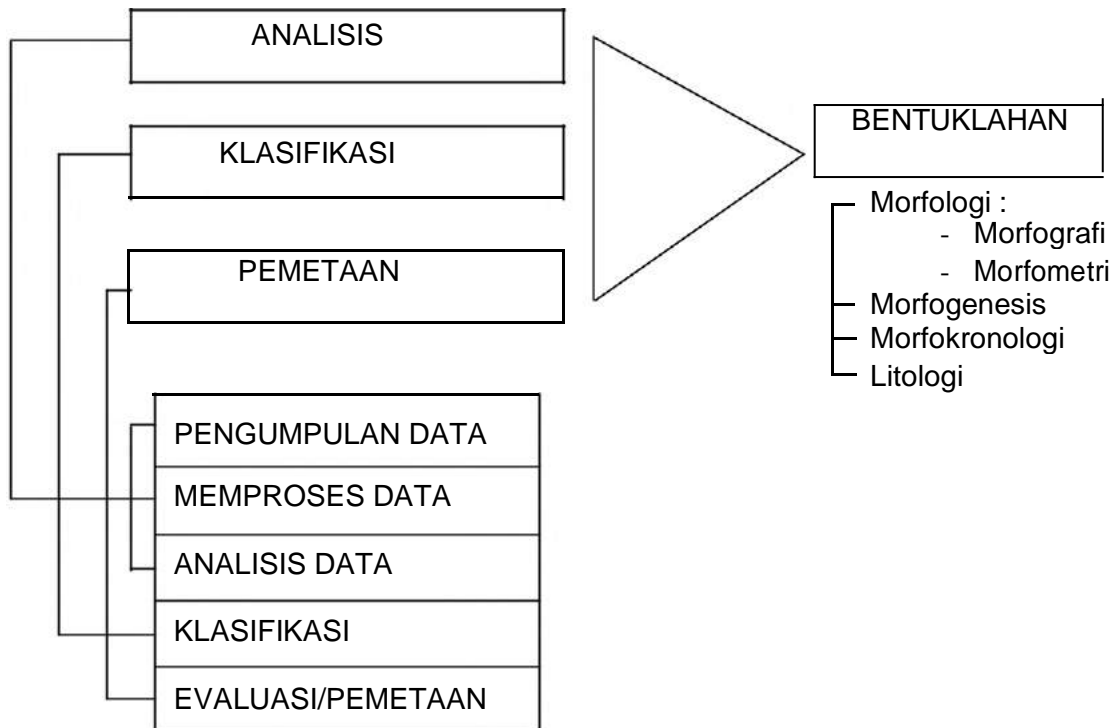 ANALISIS
KLASIFIKASI
PEMETAAN
BENTUKLAHAN
Morfologi :
- Morfografi
- Morfometri
Morfogenesis
Morfokronologi
Litologi
PENGUMPULAN DATA
MEMPROSES DATA
ANALISIS DATA
KLASIFIKASI
EVALUASI/PEMETAAN